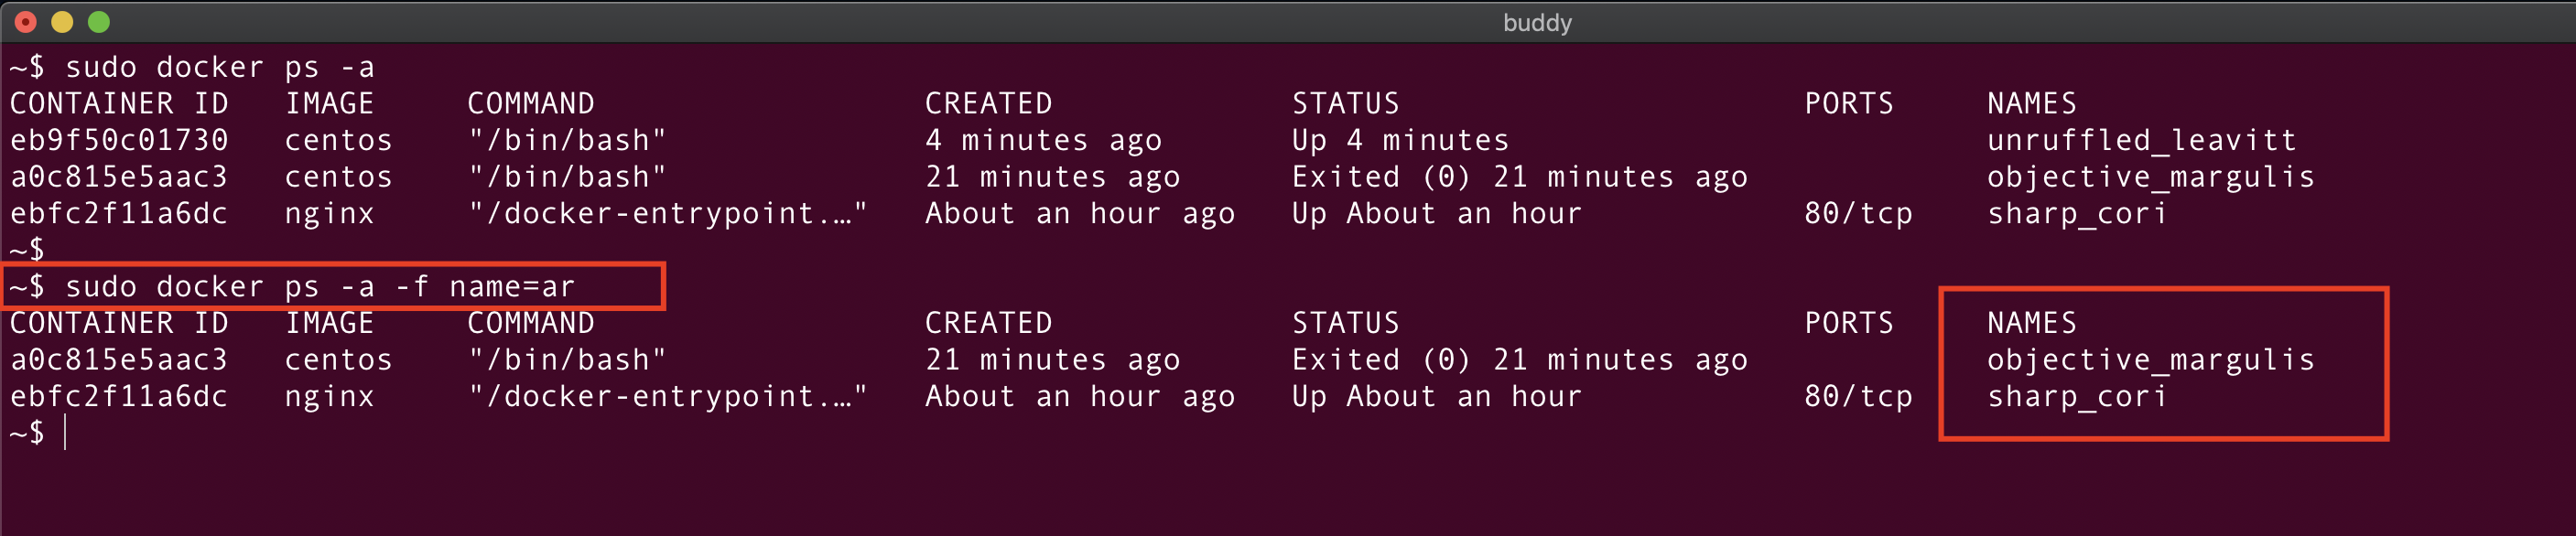 buddy
~$ sudo docker ps -a
CONTAINER ID   IMAGE     COMMAND                  CREATED             STATUS                      PORTS     NAMES
eb9f50c01730   centos    "/bin/bash"              4 minutes ago       Up 4 minutes                          unruffled_leavitt
a0c815e5aac3   centos    "/bin/bash"              21 minutes ago      Exited (0) 21 minutes ago             objective_margulis
ebfc2f11a6dc   nginx     "/docker-entrypoint.…"   About an hour ago   Up About an hour            80/tcp    sharp_cori
~$
~$ sudo docker ps -a -f name=ar
CONTAINER ID   IMAGE     COMMAND                  CREATED             STATUS                      PORTS     NAMES
a0c815e5aac3   centos    "/bin/bash"              21 minutes ago      Exited (0) 21 minutes ago             objective_margulis
ebfc2f11a6dc   nginx     "/docker-entrypoint.…"   About an hour ago   Up About an hour            80/tcp    sharp_cori
~$